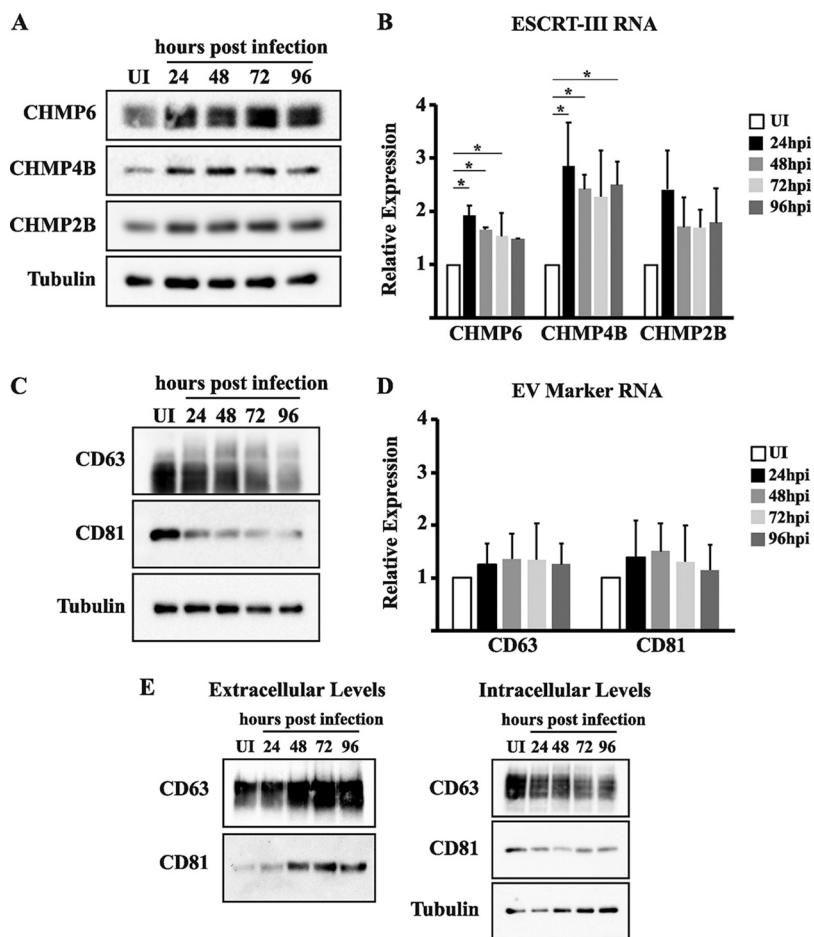 A
hours post infection
UI 24 48 72 96
CHMP6
CHMP4B
CHMP2B
Tubulin
B
ESCRT-III RNA
Relative Expression
4
3
2
1
* * * * * *
CHMP6 CHMP4B CHMP2B
UI
24hpi
48hpi
72hpi
96hpi
C
hours post infection
UI 24 48 72 96
CD63
CD81
Tubulin
D
EV Marker RNA
Relative Expression
4
3
2
1
CD63 CD81
UI
24hpi
48hpi
72hpi
96hpi
E
Extracellular Levels
hours post infection
UI 24 48 72 96
CD63
CD81
Intracellular Levels
hours post infection
UI 24 48 72 96
CD63
CD81
Tubulin